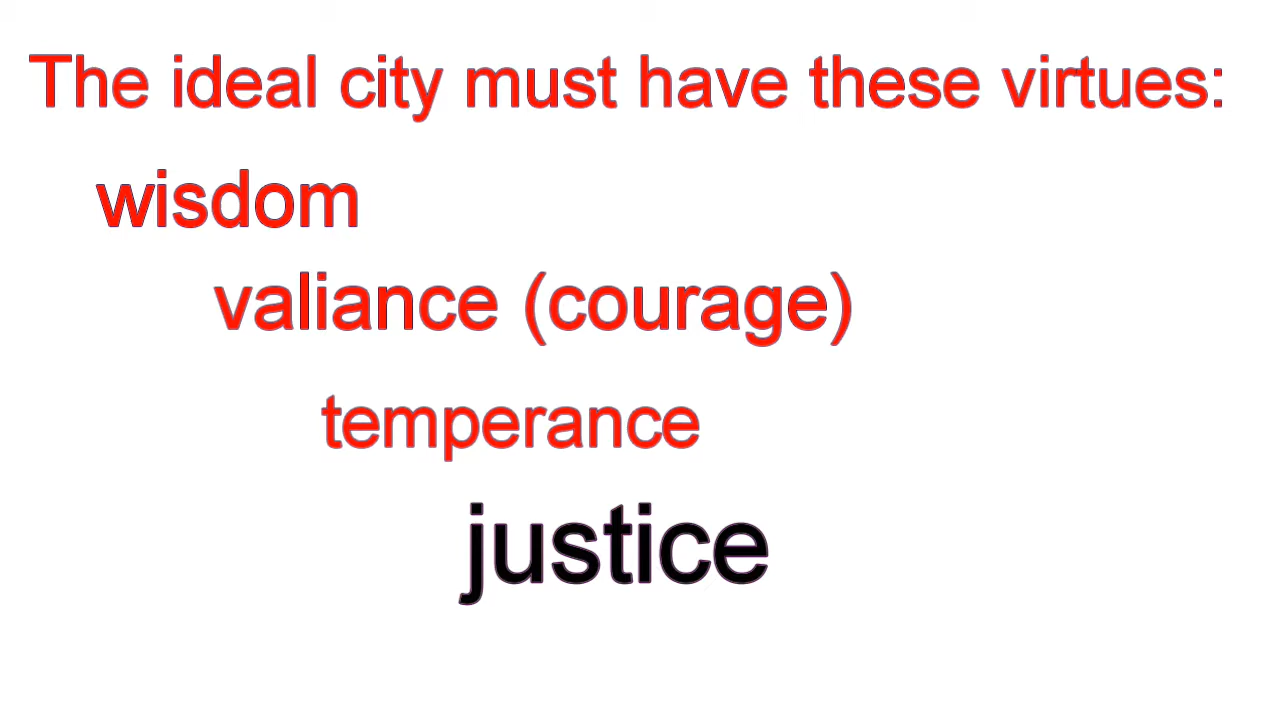 The ideal city must have these virtues:
wisdom
valiance (courage)
temperance
justice